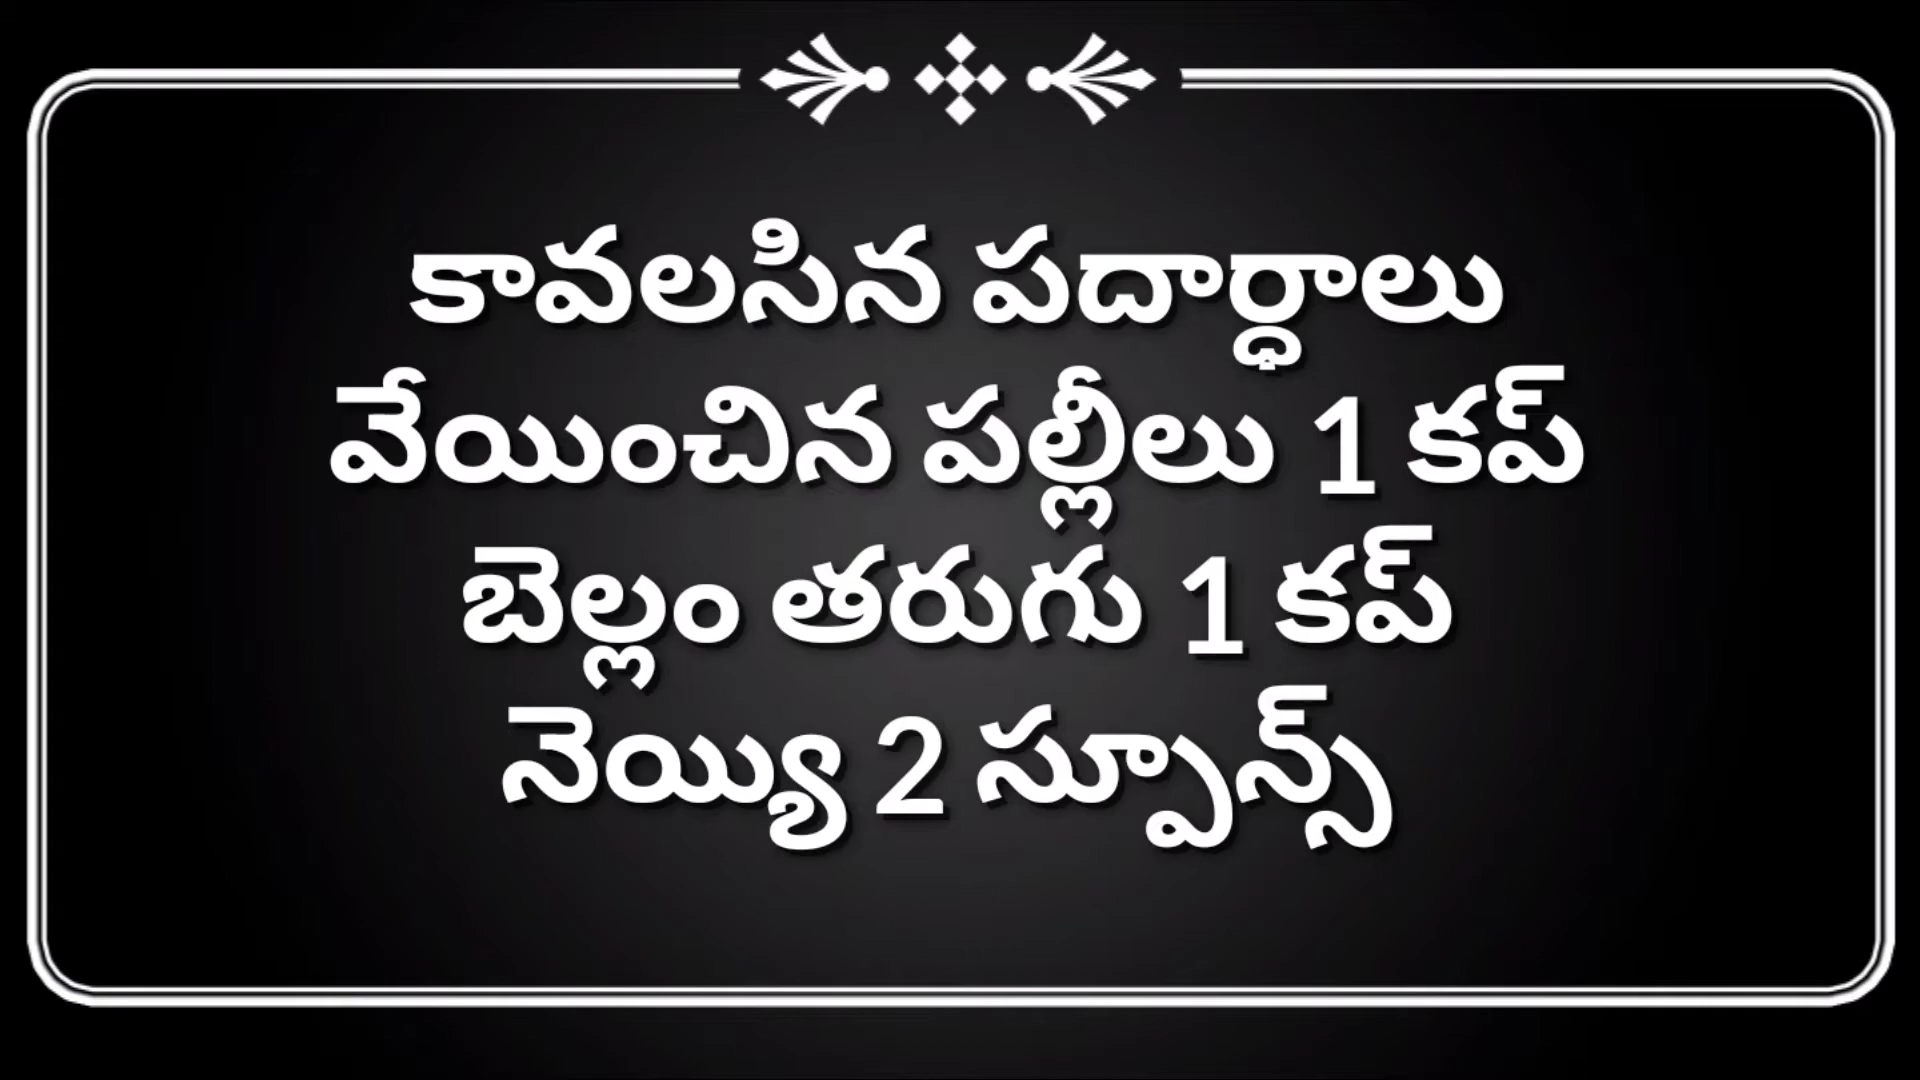 కావలసిన పదార్ధాలు
వేయించిన పల్లీలు 1 కప్
బెల్లం తరుగు 1 కప్
నెయ్యి 2 స్పూన్స్